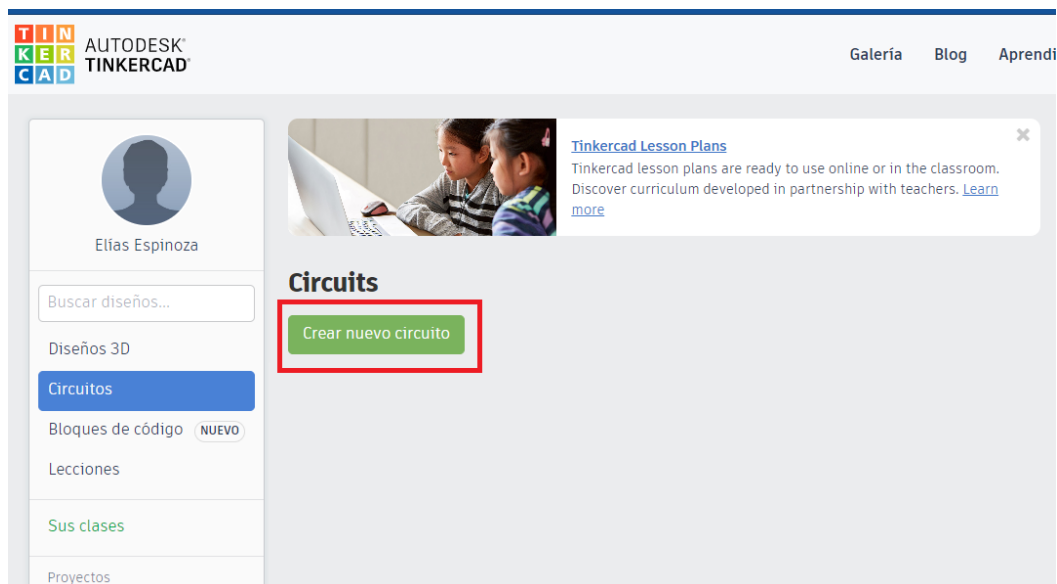 TIN
KER
CAD
AUTODESK®
TINKERCAD®
Galería Blog Aprendi
Elías Espinoza
Buscar diseños...
Diseños 3D
Circuitos
Bloques de código NUEVO
Lecciones
Sus clases
Proyectos
Tinkercad Lesson Plans
Tinkercad lesson plans are ready to use online or in the classroom.
Discover curriculum developed in partnership with teachers. Learn
more
Circuits
Crear nuevo circuito